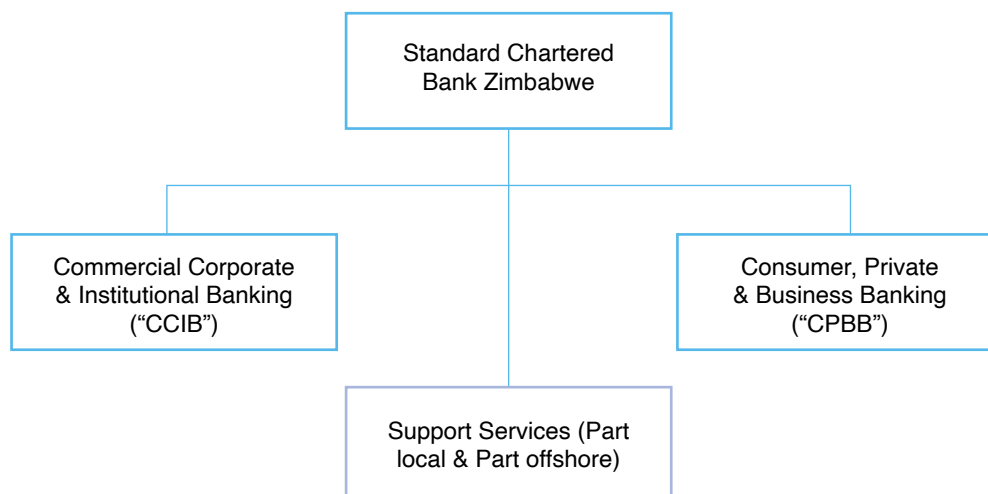 Standard Chartered
Bank Zimbabwe
Commercial Corporate
& Institutional Banking
(“CCIB”)
Consumer, Private
& Business Banking
(“CPBB”)
Support Services (Part
local & Part offshore)